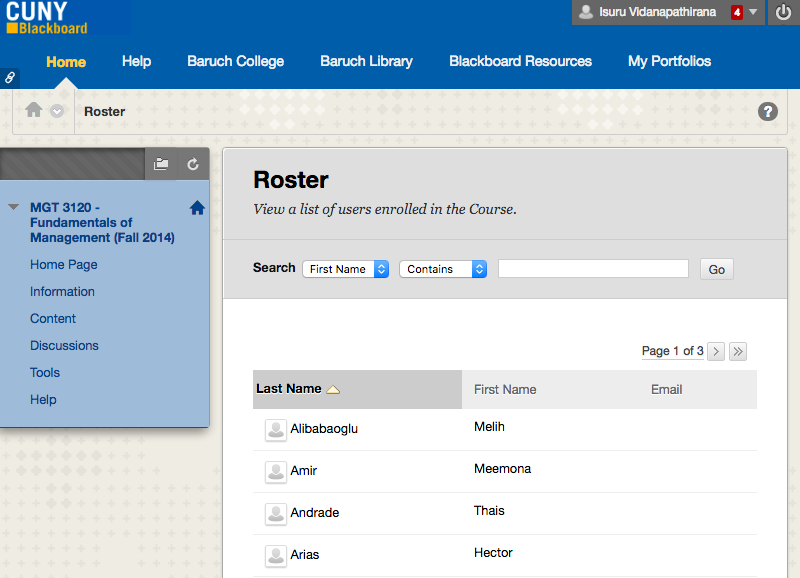 CUNY
Blackboard
Isuru Vidanapathirana 4
Home Help Baruch College Baruch Library Blackboard Resources My Portfolios
Roster
?
MGT 3120 -
Fundamentals of
Management (Fall 2014)
Home Page
Information
Content
Discussions
Tools
Help
Roster
View a list of users enrolled in the Course.
Search First Name Contains Go
Page 1 of 3 > >>
Last Name First Name Email
Alibabaoglu Melih
Amir Meemona
Andrade Thais
Arias Hector